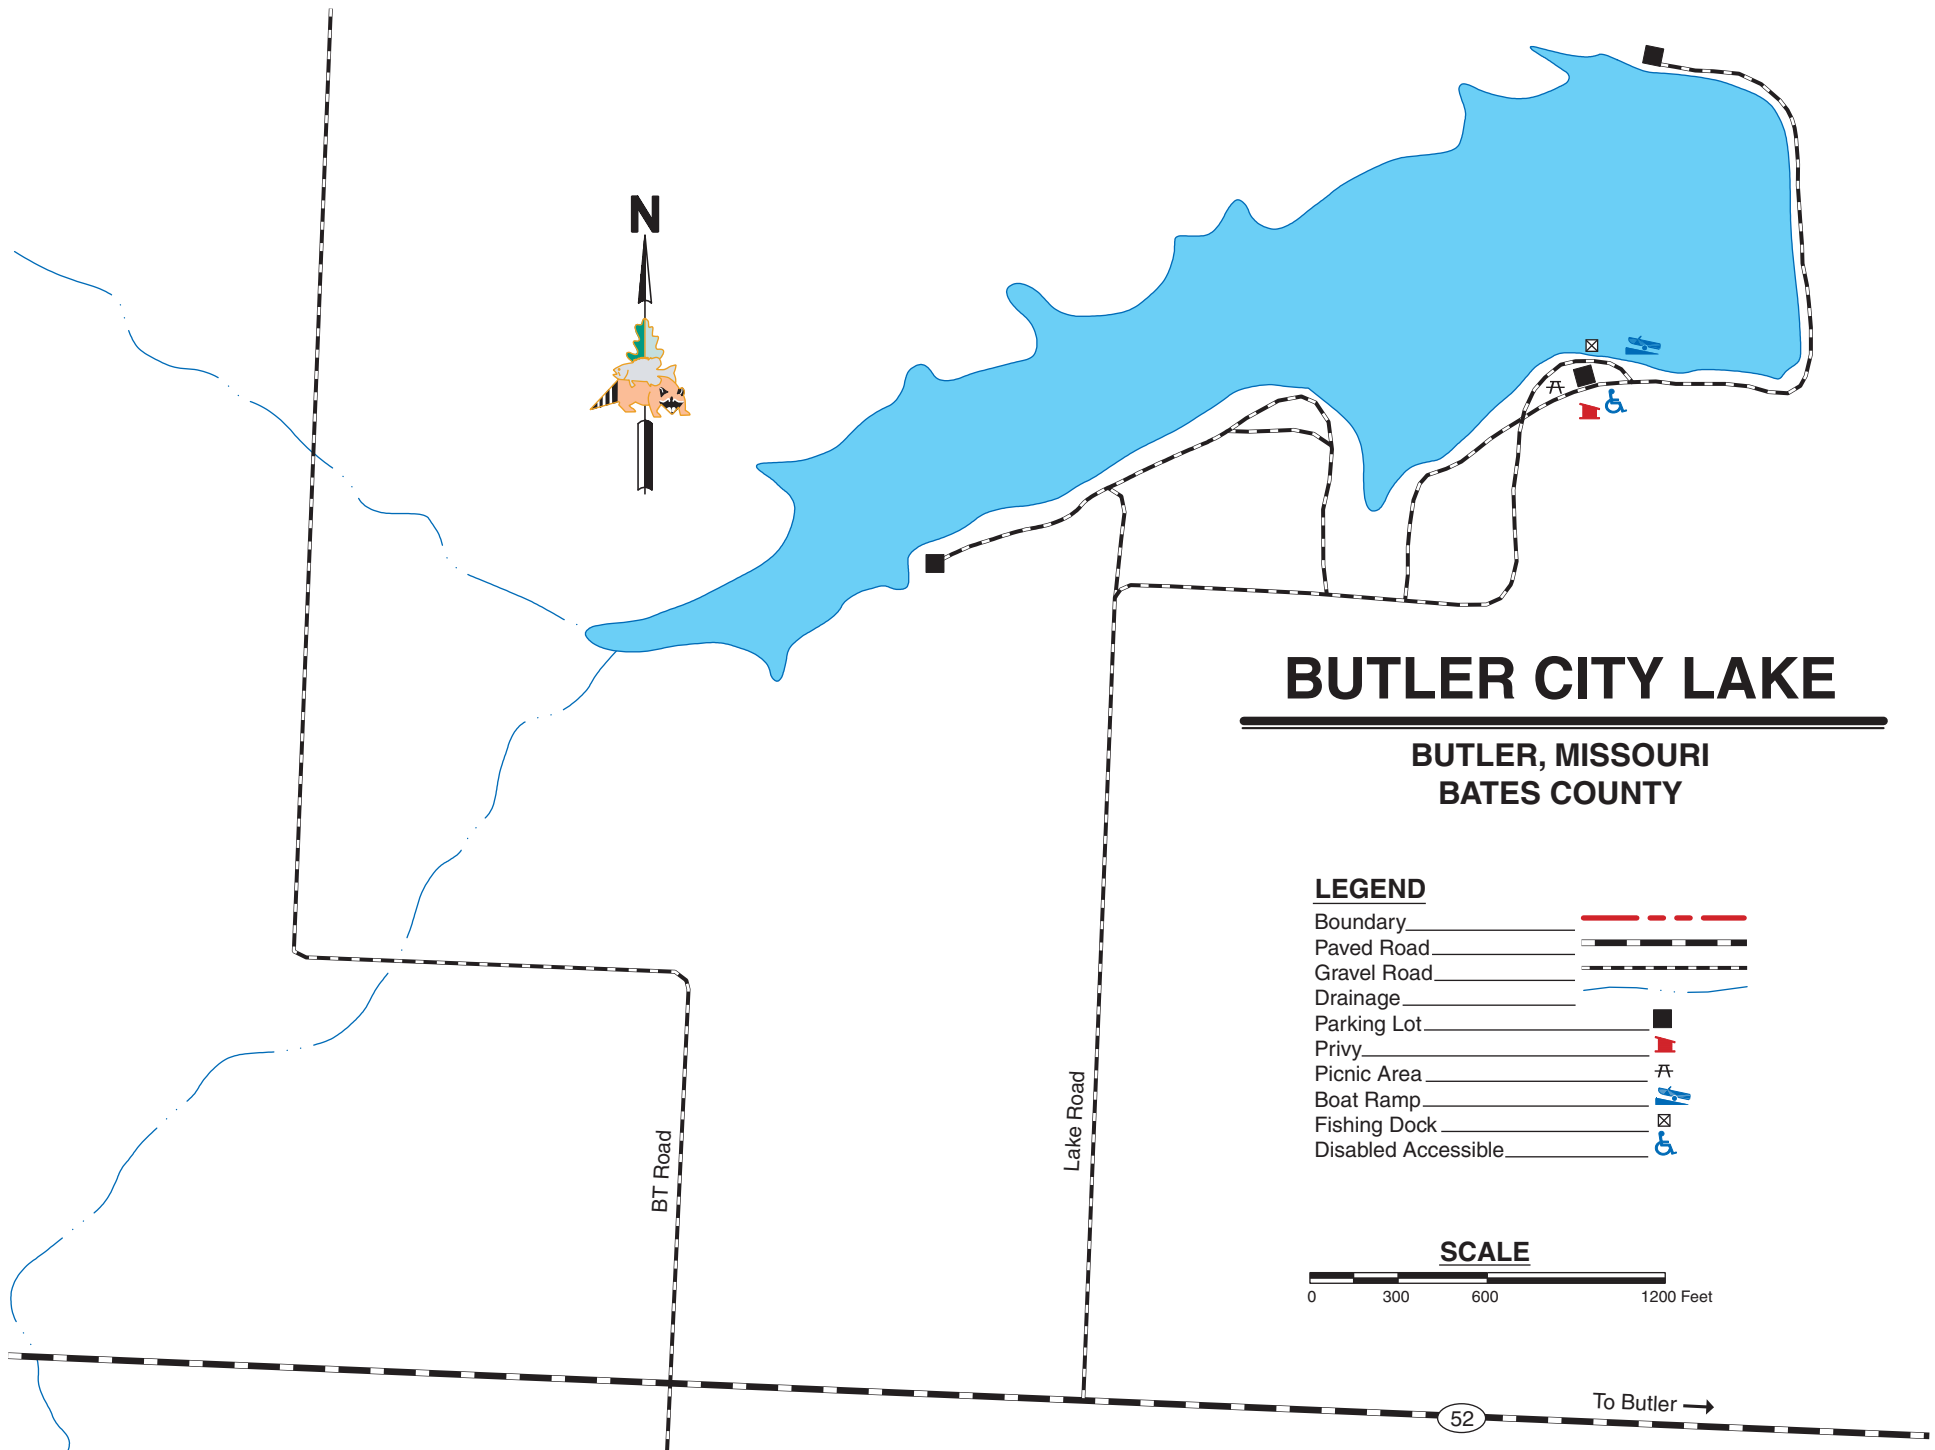 N
BUTLER CITY LAKE
BUTLER, MISSOURI
BATES COUNTY
LEGEND
Boundary
Paved Road
Gravel Road
Drainage
Parking Lot
Privy
Picnic Area
Boat Ramp
Fishing Dock
Disabled Accessible
BT Road
Lake Road
SCALE
0 300 600 1200 Feet
To Butler
52